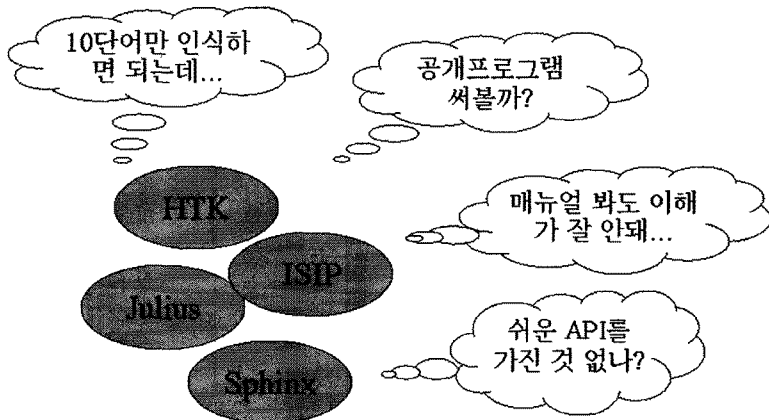 10단어만 인식하
면 되는데...
공개프로그램
써볼까?
HTK
매뉴얼 봐도 이해
가 잘 안돼...
ISIP
Julius
쉬운 API를
가진 것 없나?
Sphinx